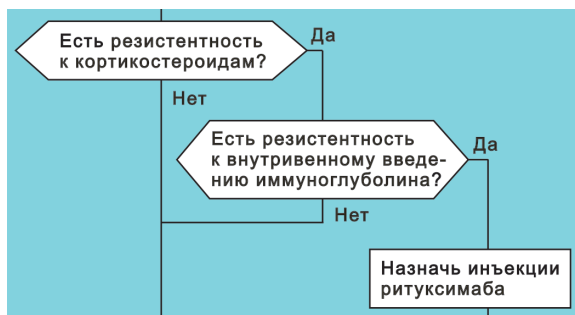 Есть резистентность
к кортикостероидам?
Да
Нет
Есть резистентность
к внутривенному введе-
нию иммуноглуболина?
Да
Нет
Назначь инъекции
ритуксимаба